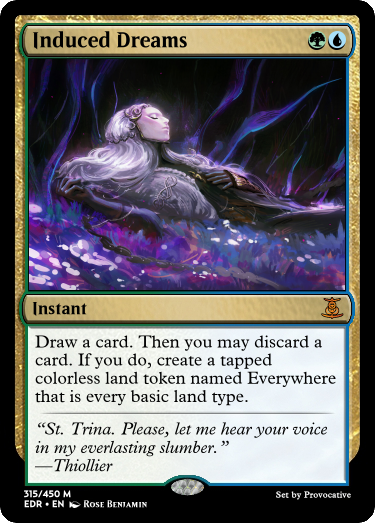 Induced Dreams
Instant
Draw a card. Then you may discard a
card. If you do, create a tapped
colorless land token named Everywhere
that is every basic land type.
“St. Trina. Please, let me hear your voice
in my everlasting slumber.”
—Thiollier
315/450 M
EDR • EN Rose Benjamin
Set by Provocative